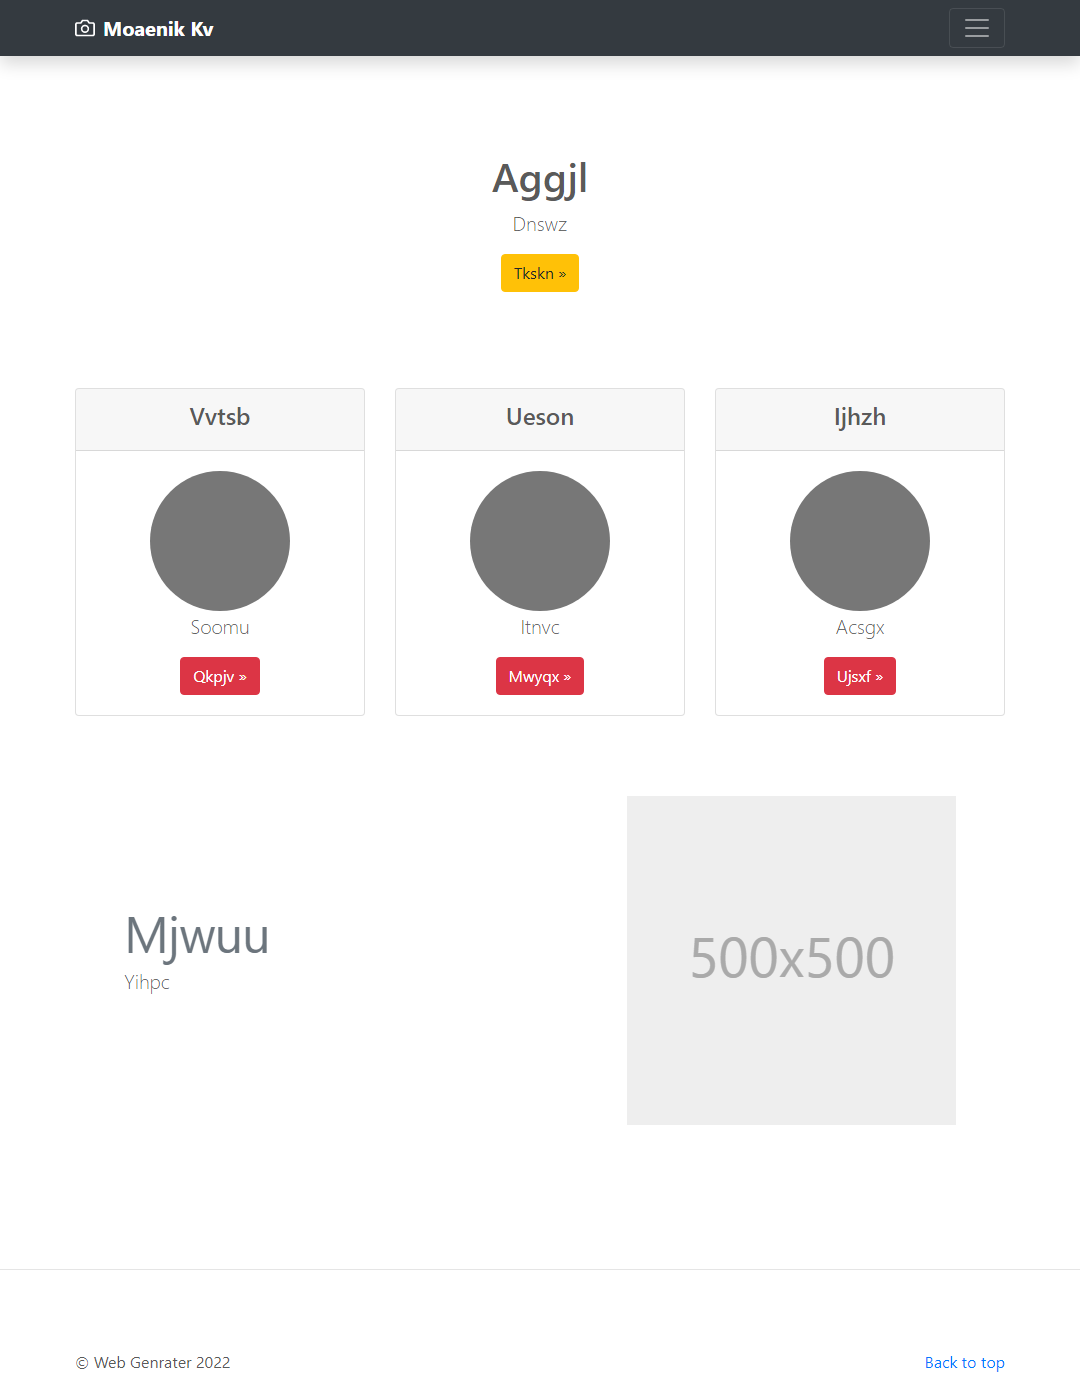 Moaenik Kv
Aggjl
Dnswz
Tkskn »
Vvtsb
Soomu
Qkpjv »
Ueson
Itnvc
Mwyqx »
Ijhzh
Acsgx
Ujsxf »
Mjwuu
Yihpc
500x500
© Web Genrater 2022
Back to top